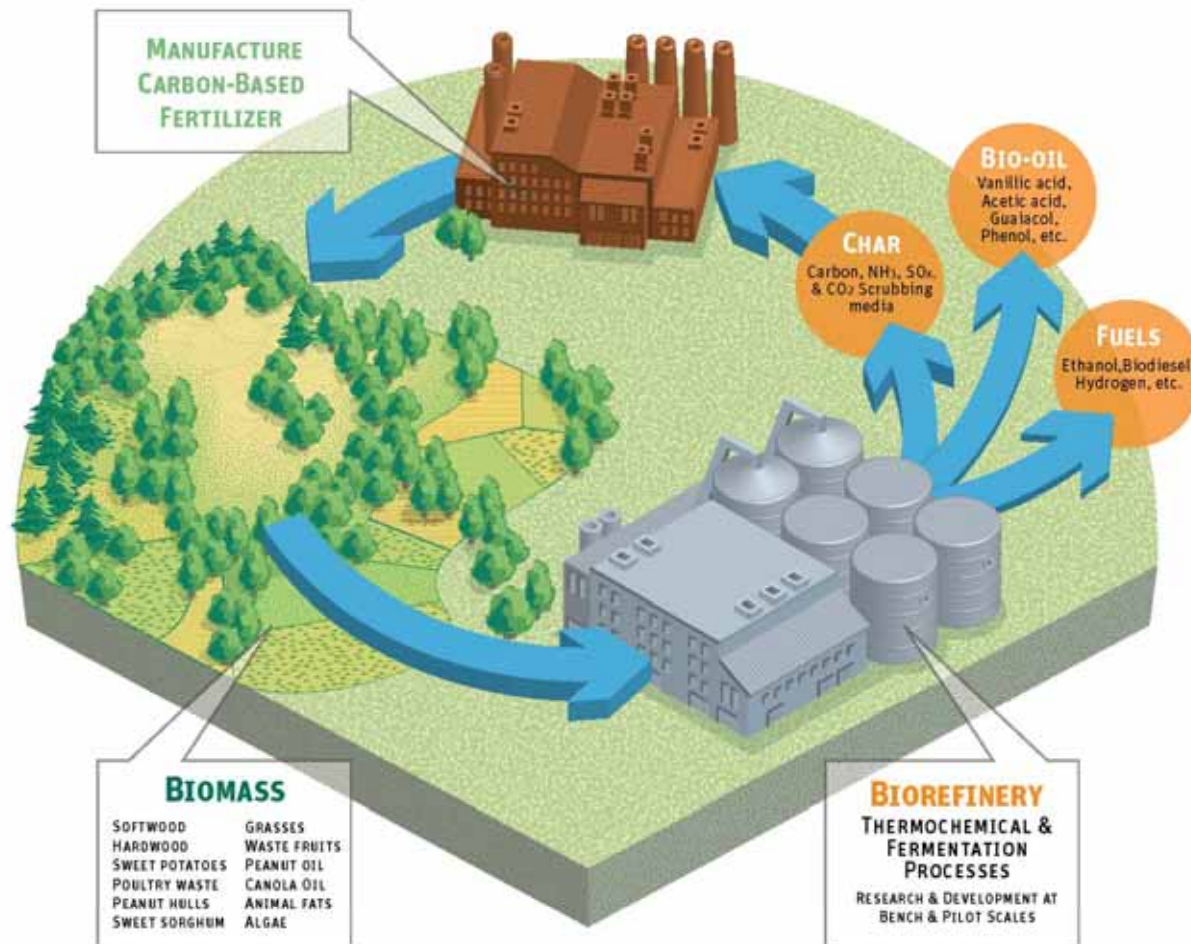 MANUFACTURE
CARBON-BASED
FERTILIZER
BIO-OIL
Vanillic acid,
Acetic acid,
Guaiacol,
Phenol, etc.
CHAR
Carbon, NH₃, SOₓ,
& CO₂ Scrubbing
media
FUELS
Ethanol,Biodiesel
Hydrogen, etc.
BIOMASS
SOFTWOOD
HARDWOOD
SWEET POTATOES
POULTRY WASTE
PEANUT HULLS
SWEET SORGHUM
GRASSES
WASTE FRUITS
PEANUT OIL
CANOLA OIL
ANIMAL FATS
ALGAE
BIOREFINERY
THERMOCHEMICAL &
FERMENTATION
PROCESSES
RESEARCH & DEVELOPMENT AT
BENCH & PILOT SCALES